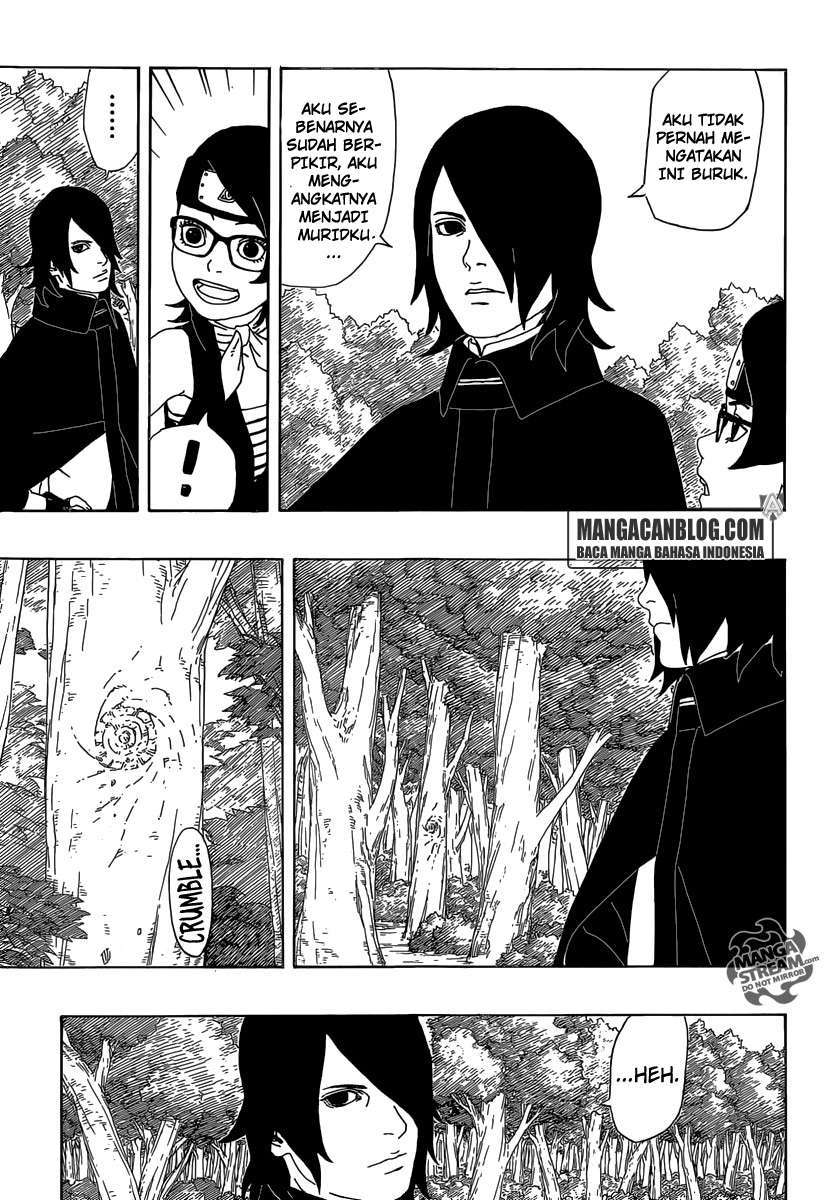 AKU TIDAK
PERNAH ME-
NGATAKAN
INI BURUK.
AKU SE-
BENARNYA
SUDAH BER-
PIKIR, AKU
MENG-
ANGKATNYA
MENJADI
MURIDKU.
...
!
......
MANGACANBLOG.COM
BACA MANGA BAHASA INDONESIA
CRUMBLE...
MANGA
STREAM.com
DO NOT MIRROR
...HEH.